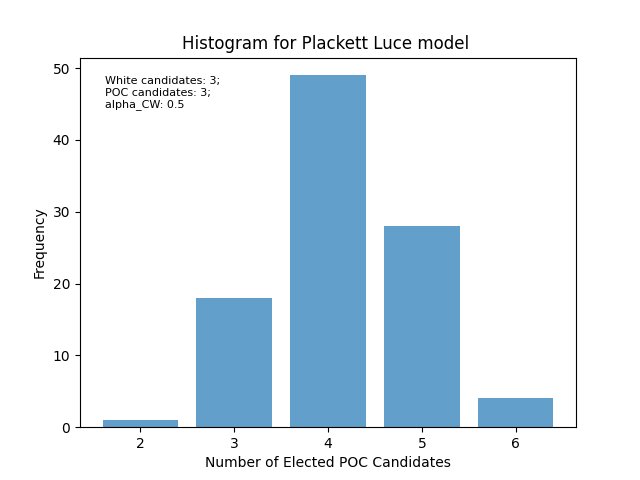 Histogram for Plackett Luce model
White candidates: 3;
POC candidates: 3;
alpha_CW: 0.5
50
40
30
20
10
0
Frequency
2 3 4 5 6
Number of Elected POC Candidates